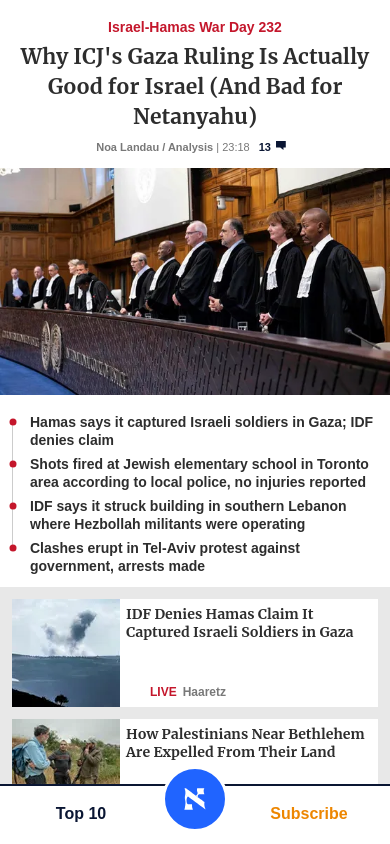 Israel-Hamas War Day 232
Why ICJ's Gaza Ruling Is Actually
Good for Israel (And Bad for
Netanyahu)
Noa Landau / Analysis | 23:18 13
Hamas says it captured Israeli soldiers in Gaza; IDF
denies claim
Shots fired at Jewish elementary school in Toronto
area according to local police, no injuries reported
IDF says it struck building in southern Lebanon
where Hezbollah militants were operating
Clashes erupt in Tel-Aviv protest against
government, arrests made
IDF Denies Hamas Claim It
Captured Israeli Soldiers in Gaza
LIVE Haaretz
How Palestinians Near Bethlehem
Are Expelled From Their Land
Top 10
א
Subscribe